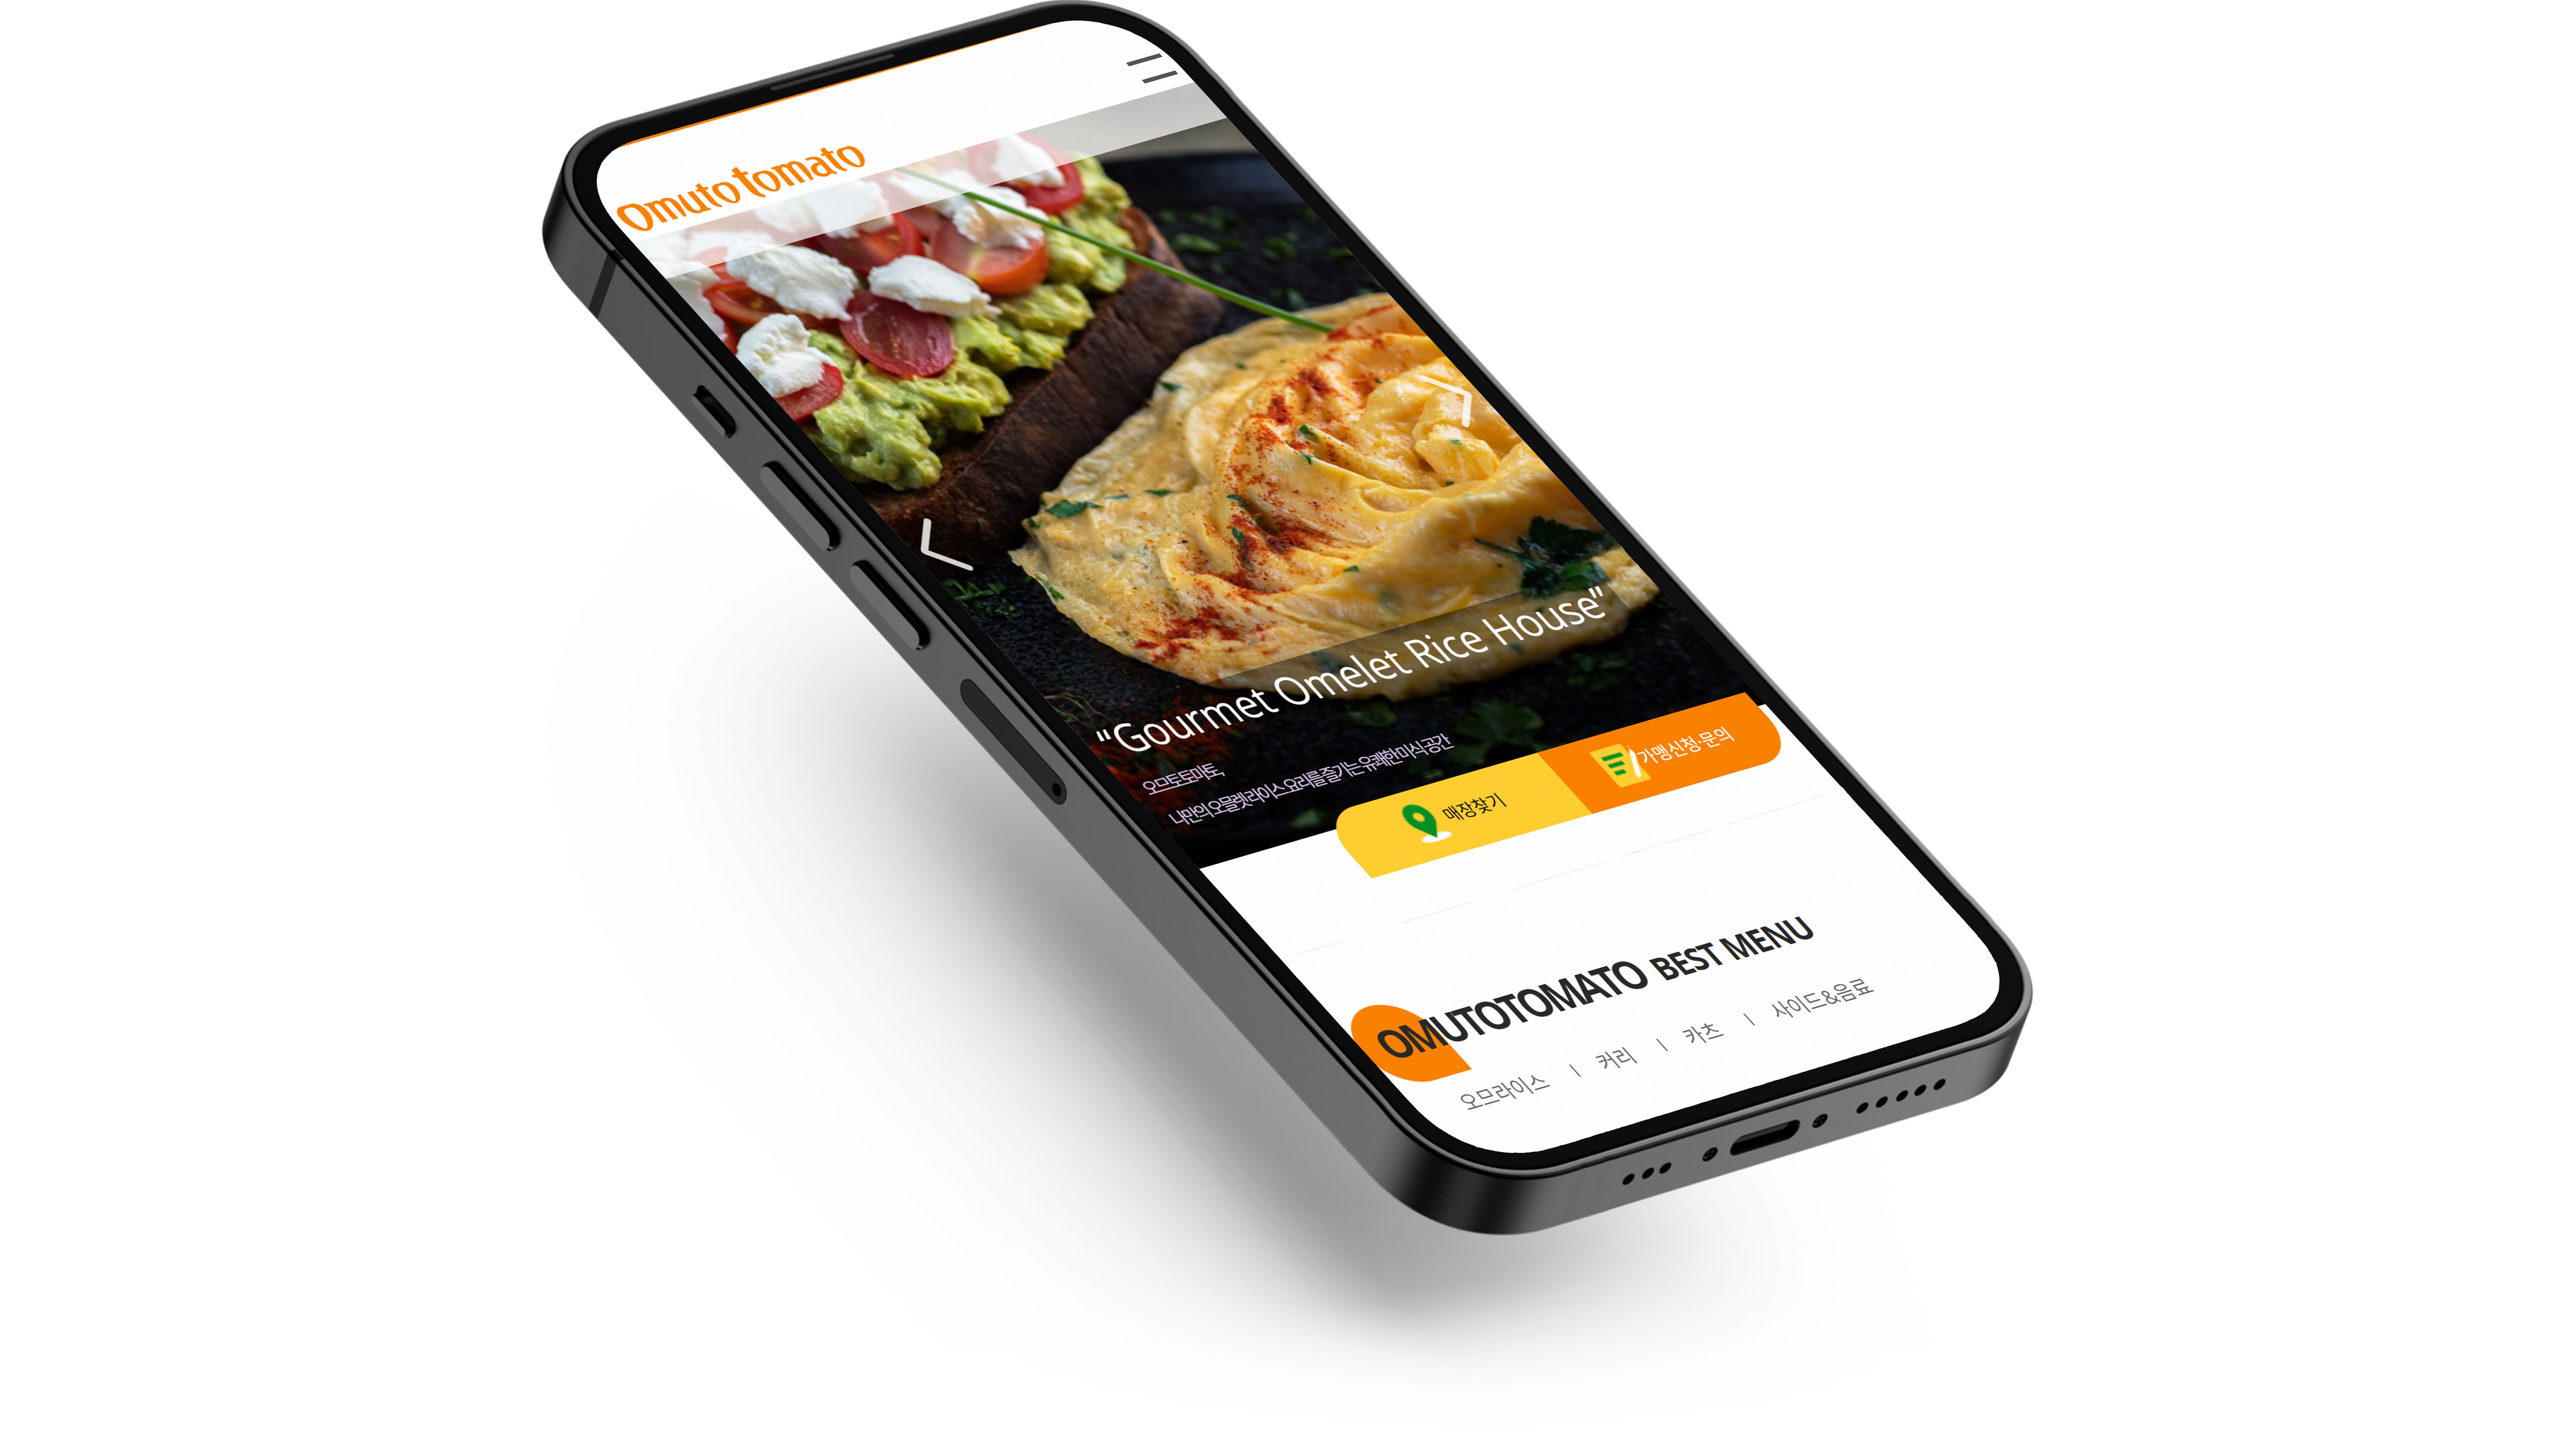 Omuto tomato
“Gourmet Omelet Rice House”
오므토토마토,
나만의 오믈렛 라이스 요리를 즐기는 유쾌한 미식 공간
매장찾기
가맹신청·문의
OMUTOTOMATO BEST MENU
오므라이스 | 커리 | 카츠 | 사이드&음료